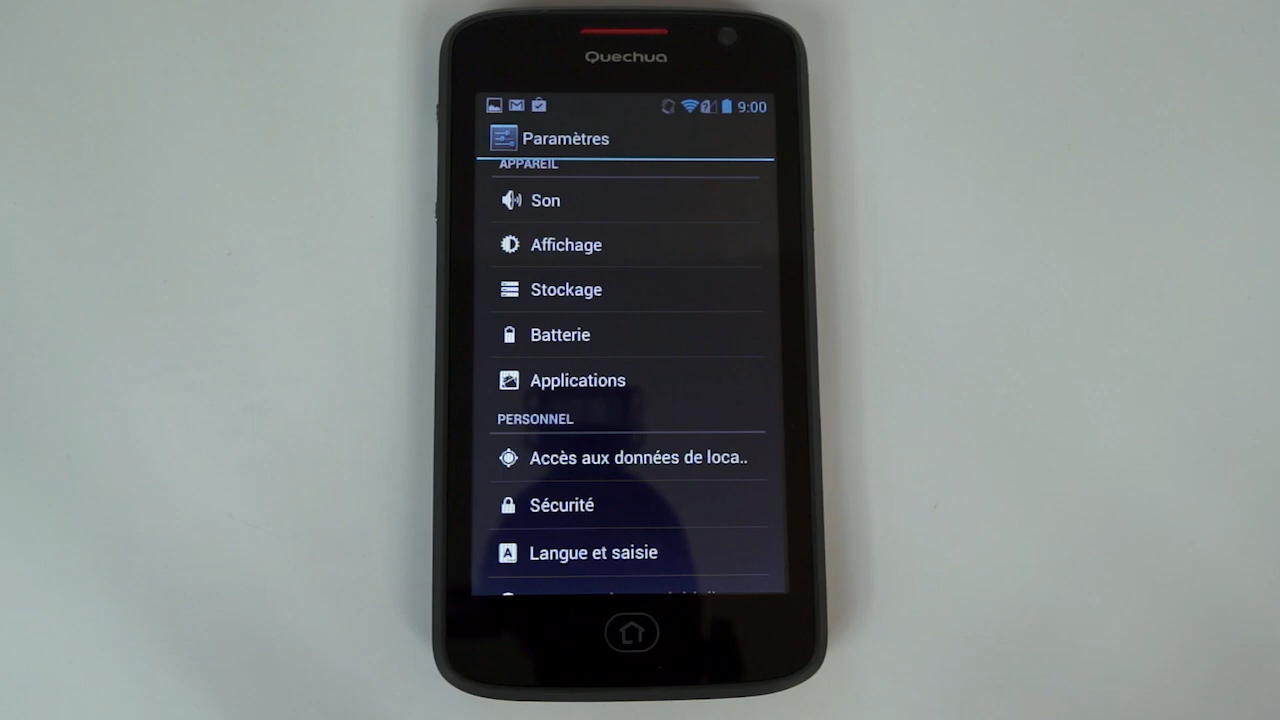 Quechua
9:00
Paramètres
APPAREIL
Son
Affichage
Stockage
Batterie
Applications
PERSONNEL
Accès aux données de loca..
Sécurité
Langue et saisie